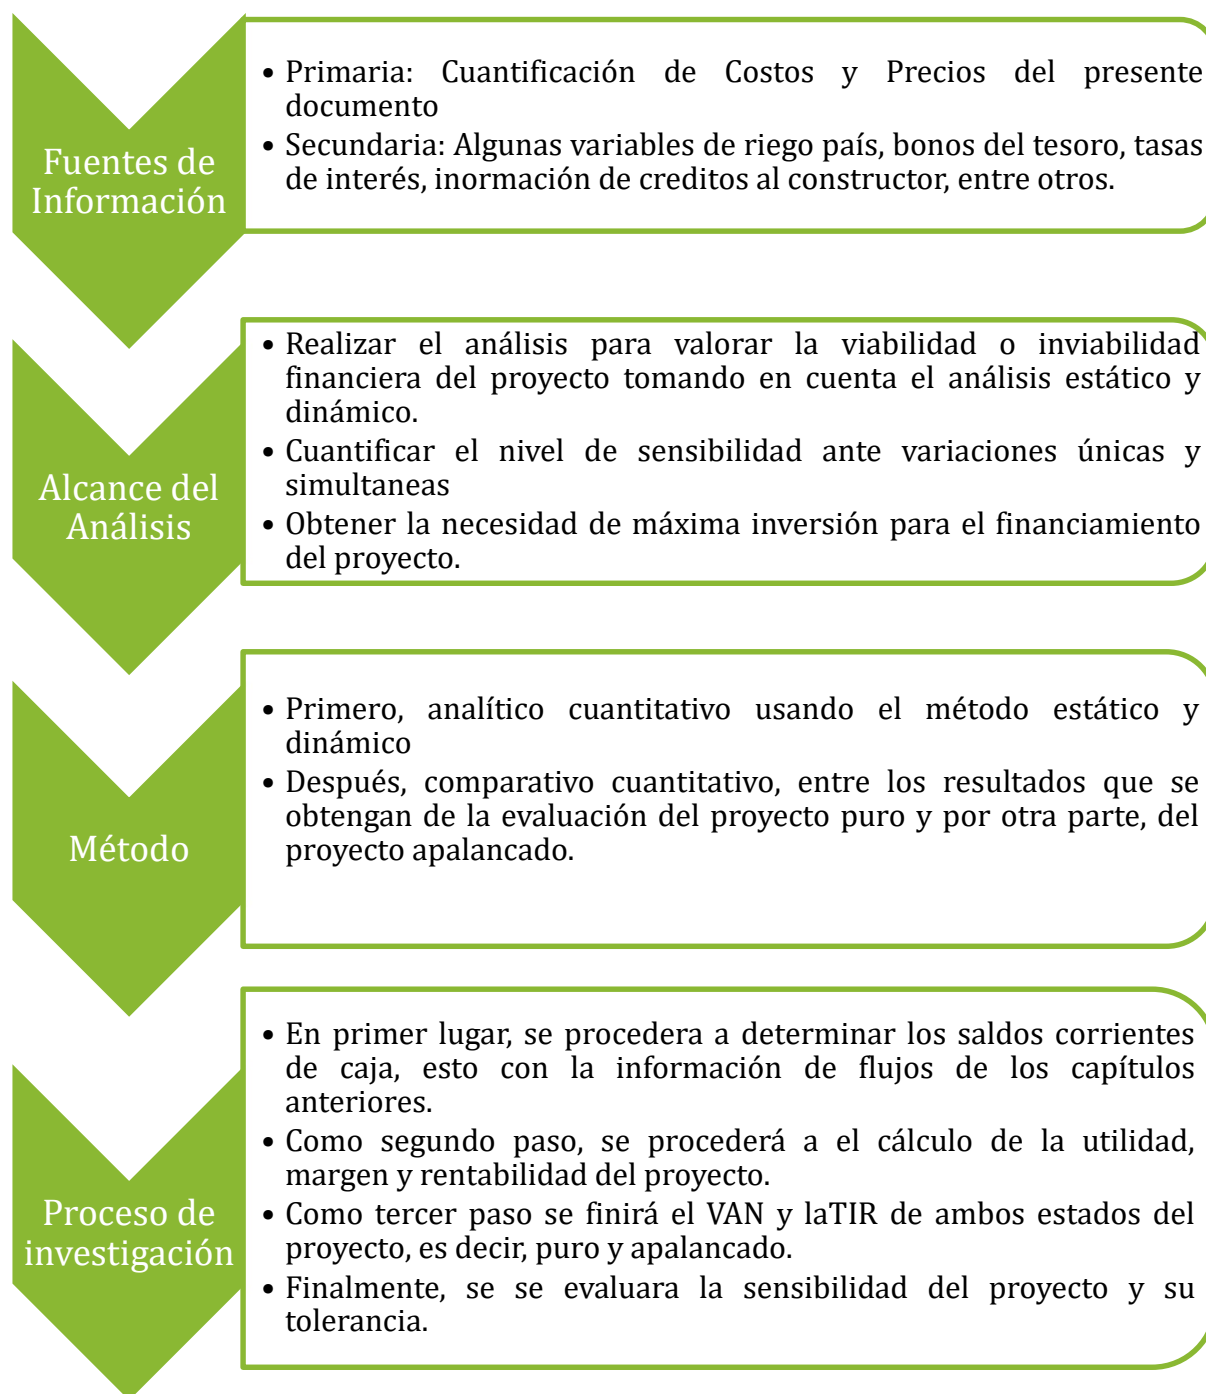 Fuentes de
Información
• Primaria: Cuantificación de Costos y Precios del presente
documento
• Secundaria: Algunas variables de riego país, bonos del tesoro, tasas
de interés, inormación de creditos al constructor, entre otros.
Alcance del
Análisis
• Realizar el análisis para valorar la viabilidad o inviabilidad
financiera del proyecto tomando en cuenta el análisis estático y
dinámico.
• Cuantificar el nivel de sensibilidad ante variaciones únicas y
simultaneas
• Obtener la necesidad de máxima inversión para el financiamiento
del proyecto.
Método
• Primero, analítico cuantitativo usando el método estático y
dinámico
• Después, comparativo cuantitativo, entre los resultados que se
obtengan de la evaluación del proyecto puro y por otra parte, del
proyecto apalancado.
Proceso de
investigación
• En primer lugar, se procedera a determinar los saldos corrientes
de caja, esto con la información de flujos de los capítulos
anteriores.
• Como segundo paso, se procederá a el cálculo de la utilidad,
margen y rentabilidad del proyecto.
• Como tercer paso se finirá el VAN y laTIR de ambos estados del
proyecto, es decir, puro y apalancado.
• Finalmente, se se evaluara la sensibilidad del proyecto y su
tolerancia.